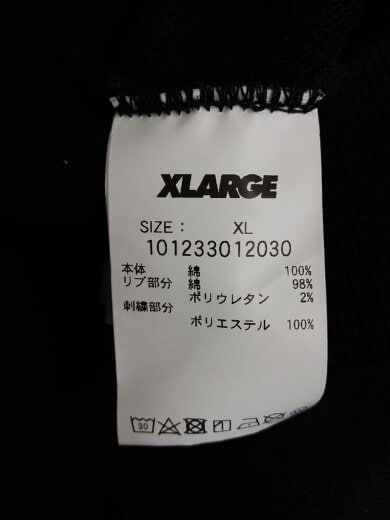 XLARGE
SIZE: XL
101233012030
本体 綿 100%
リブ部分 綿 98%
ポリウレタン 2%
刺繍部分
ポリエステル 100%
30